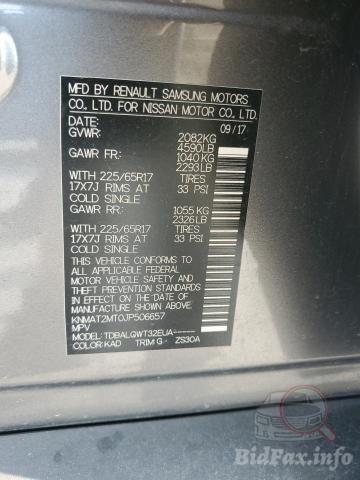 MFD BY RENAULT SAMSUNG MOTORS
CO., LTD. FOR NISSAN MOTOR CO., LTD.
DATE: 09/17
GVWR: 2082KG
4590LB
GAWR FR: 1040 KG
2293LB
WITH 225/65R17 TIRES
17X7J RIMS AT 33 PSI
COLD SINGLE
GAWR RR: 1055 KG
2326LB
WITH 225/65R17 TIRES
17X7J RIMS AT 33 PSI
COLD SINGLE
THIS VEHICLE CONFORMS TO
ALL APPLICABLE FEDERAL
MOTOR VEHICLE SAFETY AND
THEFT PREVENTION STANDARDS
IN EFFECT ON THE DATE OF
MANUFACTURE SHOWN ABOVE.
KNMAT2MT0JP506657
MPV
MODEL: TDBALQWT32EUA------
COLOR: KAD TRIM: G ZS30A
BidFax.info